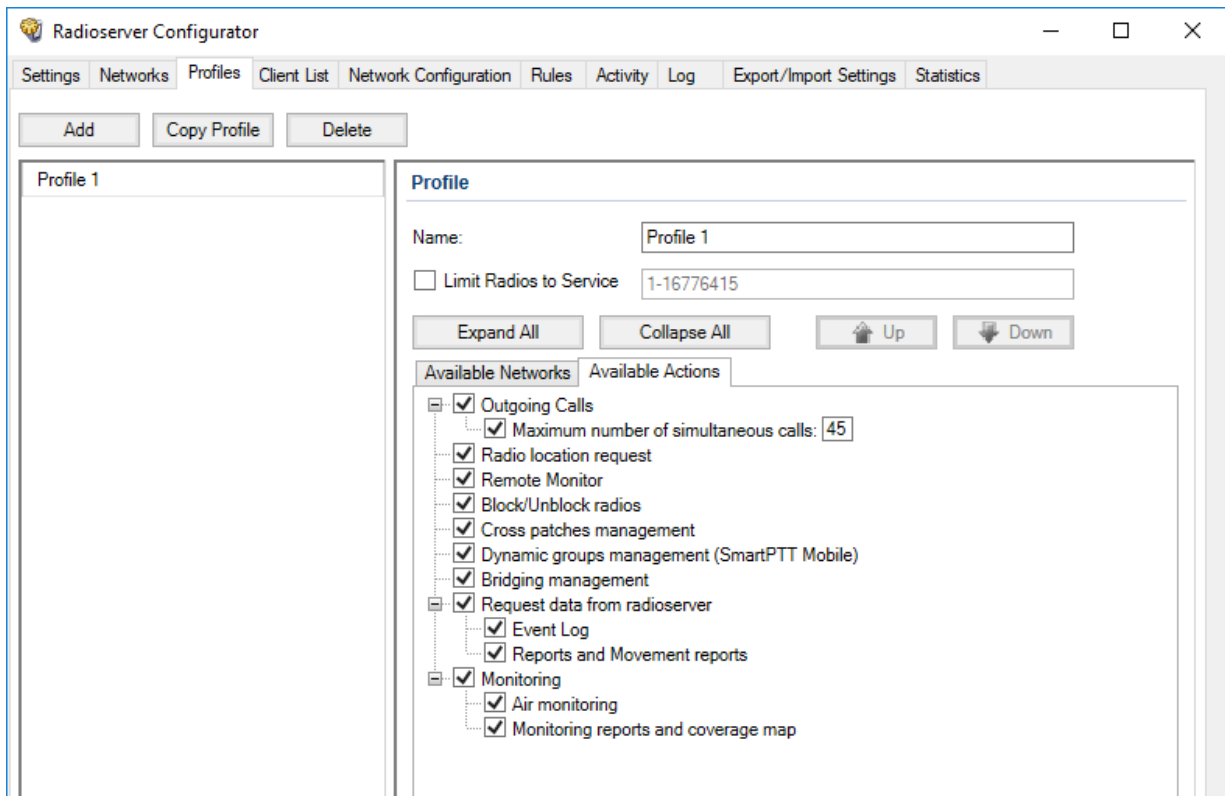 Radioserver Configurator
Settings Networks Profiles Client List Network Configuration Rules Activity Log Export/Import Settings Statistics
Add Copy Profile Delete
Profile 1
Profile
Name: Profile 1
Limit Radios to Service 1-16776415
Expand All Collapse All Up Down
Available Networks Available Actions
Outgoing Calls
Maximum number of simultaneous calls: 45
Radio location request
Remote Monitor
Block/Unblock radios
Cross patches management
Dynamic groups management (SmartPTT Mobile)
Bridging management
Request data from radioserver
Event Log
Reports and Movement reports
Monitoring
Air monitoring
Monitoring reports and coverage map